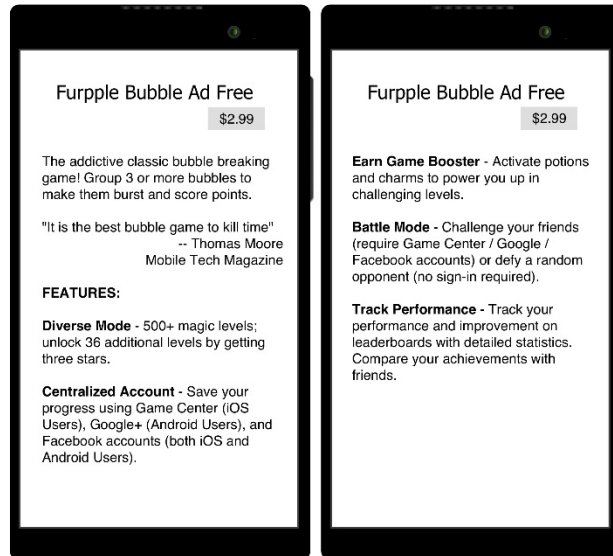 Furpple Bubble Ad Free
$2.99
The addictive classic bubble breaking
game! Group 3 or more bubbles to
make them burst and score points.
"It is the best bubble game to kill time"
-- Thomas Moore
Mobile Tech Magazine
FEATURES:
Diverse Mode - 500+ magic levels;
unlock 36 additional levels by getting
three stars.
Centralized Account - Save your
progress using Game Center (iOS
Users), Google+ (Android Users), and
Facebook accounts (both iOS and
Android Users).
Furpple Bubble Ad Free
$2.99
Earn Game Booster - Activate potions
and charms to power you up in
challenging levels.
Battle Mode - Challenge your friends
(require Game Center / Google /
Facebook accounts) or defy a random
opponent (no sign-in required).
Track Performance - Track your
performance and improvement on
leaderboards with detailed statistics.
Compare your achievements with
friends.